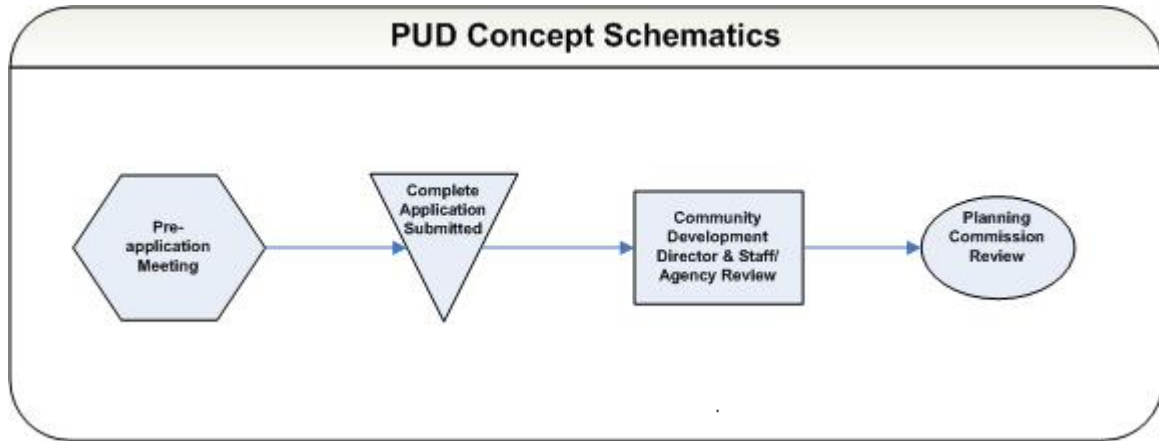 PUD Concept Schematics
Pre-
application
Meeting
Complete
Application
Submitted
Community
Development
Director & Staff/
Agency Review
Planning
Commission
Review